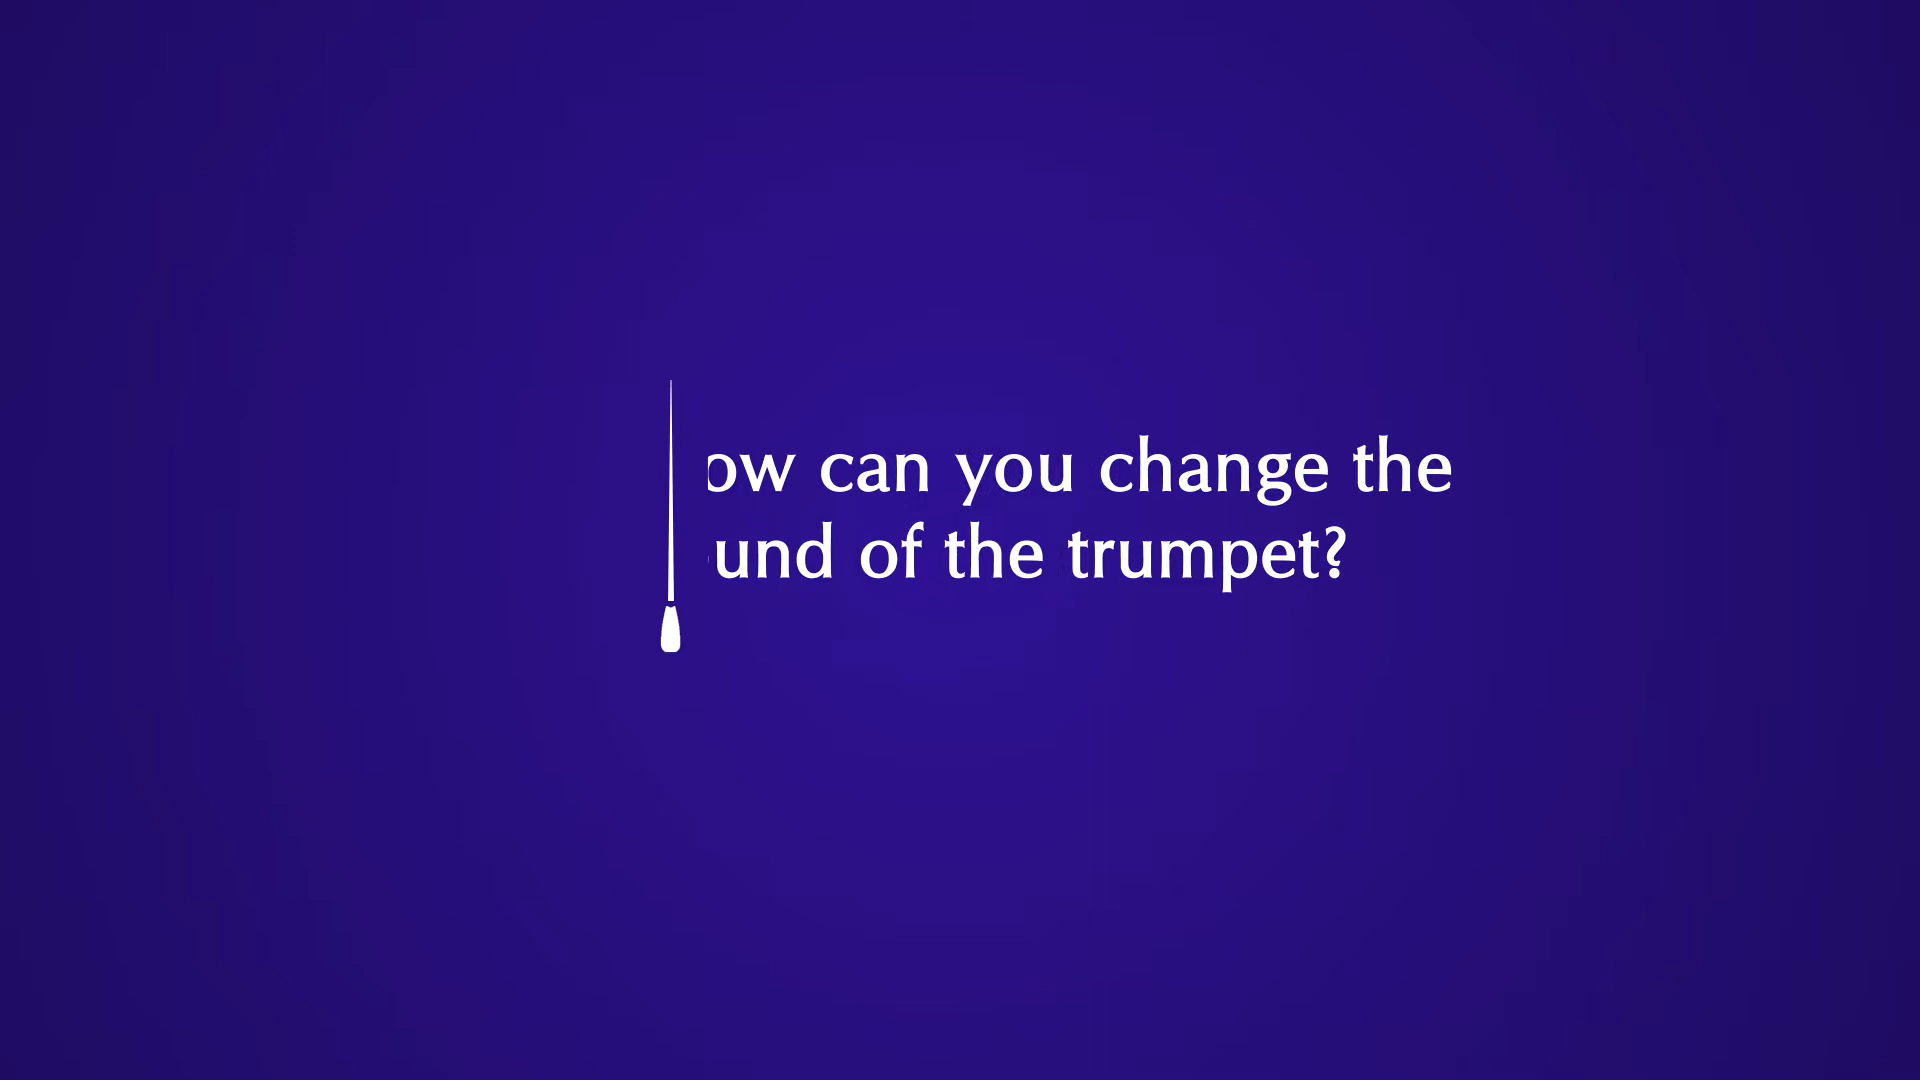 ow can you change the
und of the trumpet?